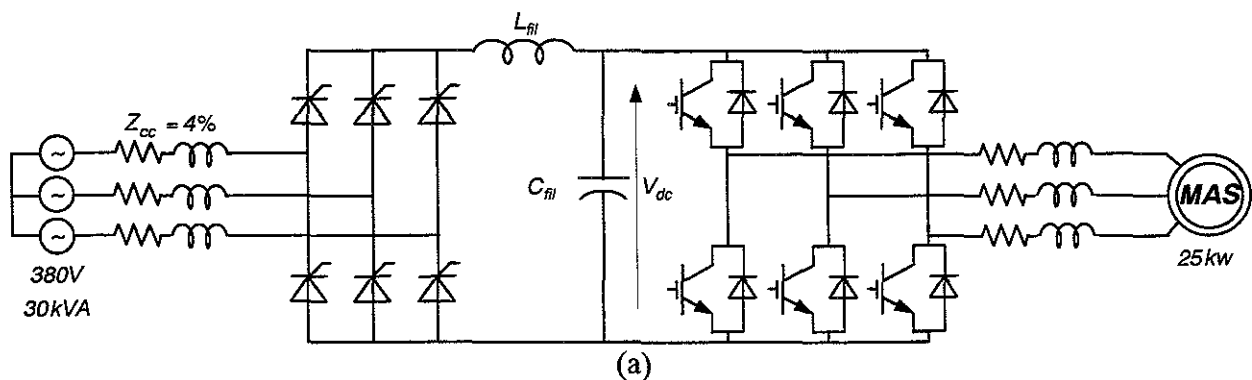 L_fil
Z_cc = 4%
C_fil
V_dc
MAS
380V
30kVA
25kw
(a)